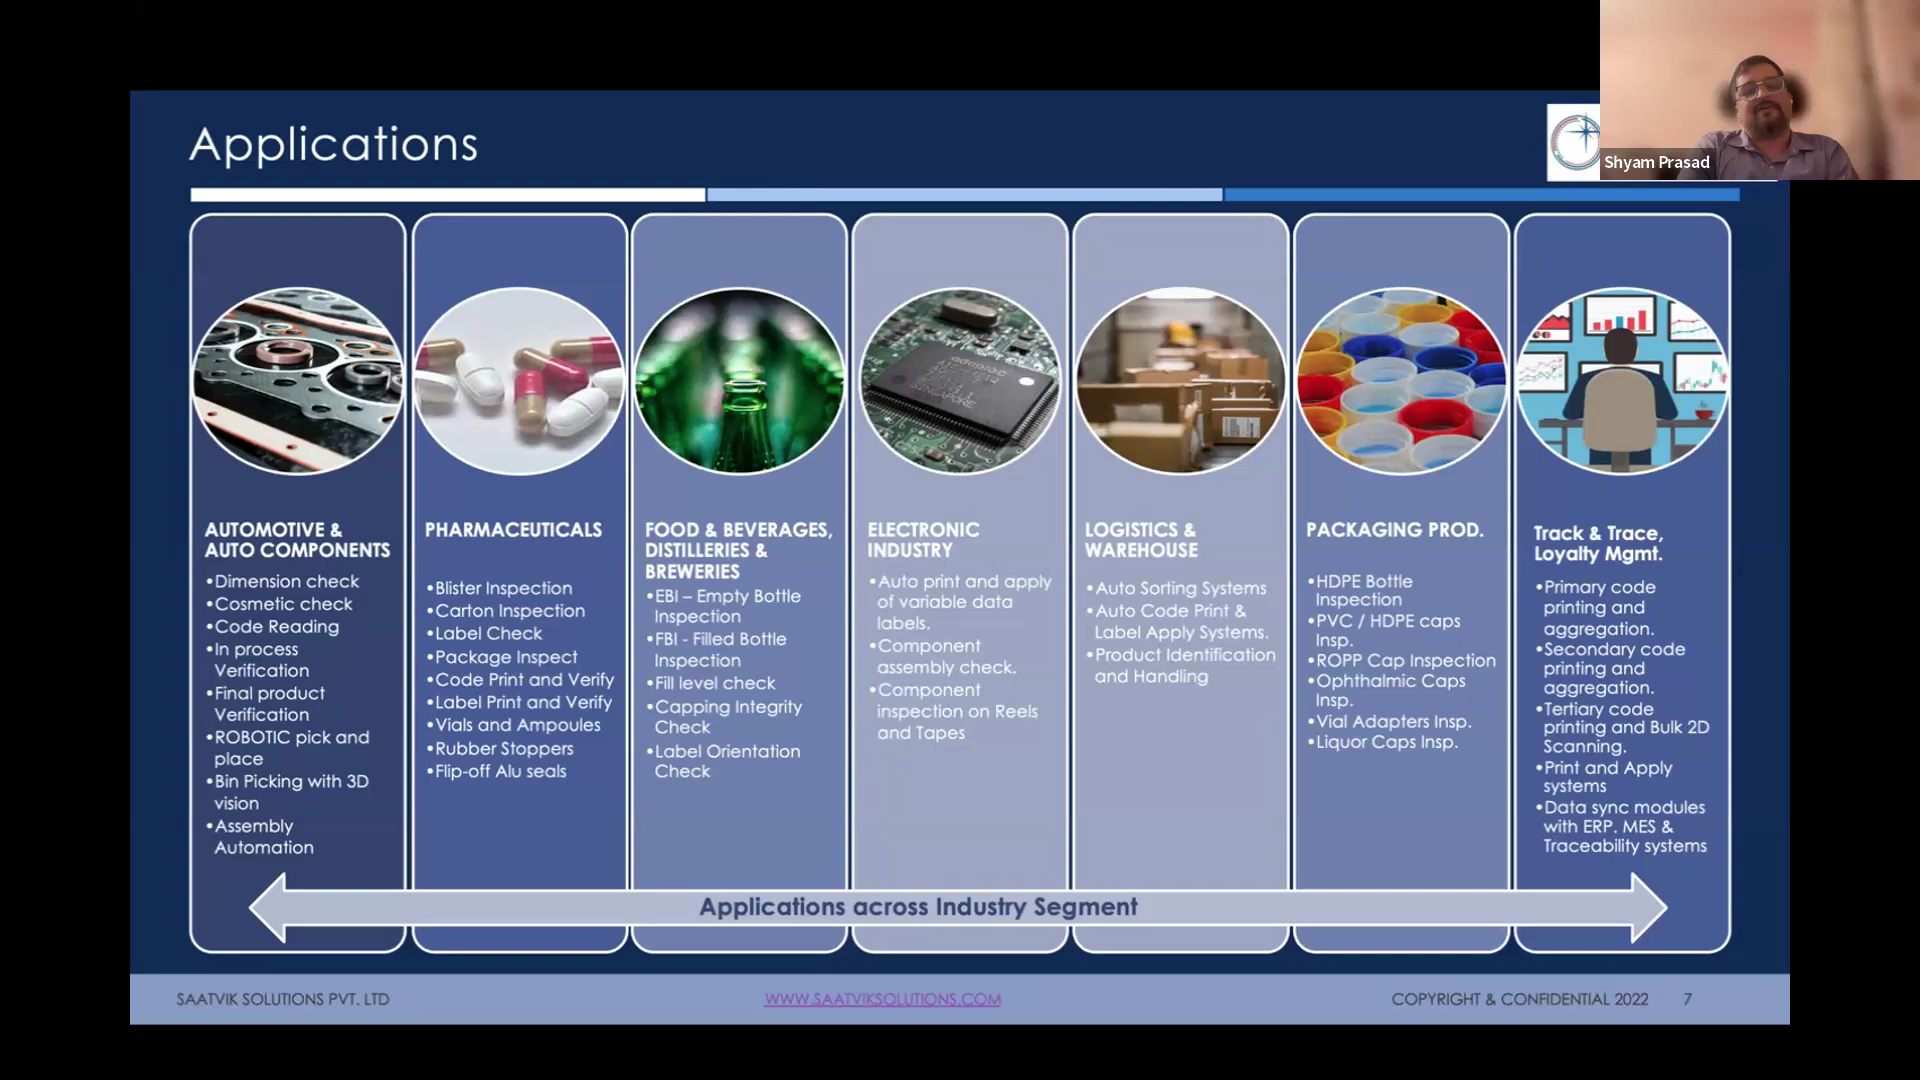 Applications
Shyam Prasad
AUTOMOTIVE &
AUTO COMPONENTS
•Dimension check
•Cosmetic check
•Code Reading
•In process
Verification
•Final product
Verification
•ROBOTIC pick and
place
•Bin Picking with 3D
vision
•Assembly
Automation
PHARMACEUTICALS
•Blister Inspection
•Carton Inspection
•Label Check
•Package Inspect
•Code Print and Verify
•Label Print and Verify
•Vials and Ampoules
•Rubber Stoppers
•Flip-off Alu seals
FOOD & BEVERAGES,
DISTILLERIES &
BREWERIES
•EBI – Empty Bottle
Inspection
•FBI - Filled Bottle
Inspection
•Fill level check
•Capping Integrity
Check
•Label Orientation
Check
adaptec
SINGAPORE
ELECTRONIC
INDUSTRY
•Auto print and apply
of variable data
labels.
•Component
assembly check.
•Component
inspection on Reels
and Tapes
LOGISTICS &
WAREHOUSE
•Auto Sorting Systems
•Auto Code Print &
Label Apply Systems.
•Product Identification
and Handling
PACKAGING PROD.
•HDPE Bottle
Inspection
•PVC / HDPE caps
Insp.
•ROPP Cap Inspection
•Ophthalmic Caps
Insp.
•Vial Adapters Insp.
•Liquor Caps Insp.
Track & Trace,
Loyalty Mgmt.
•Primary code
printing and
aggregation.
•Secondary code
printing and
aggregation.
•Tertiary code
printing and Bulk 2D
Scanning.
•Print and Apply
systems
•Data sync modules
with ERP. MES &
Traceability systems
Applications across Industry Segment
SAATVIK SOLUTIONS PVT. LTD
WWW.SAATVIKSOLUTIONS.COM
COPYRIGHT & CONFIDENTIAL 2022
7